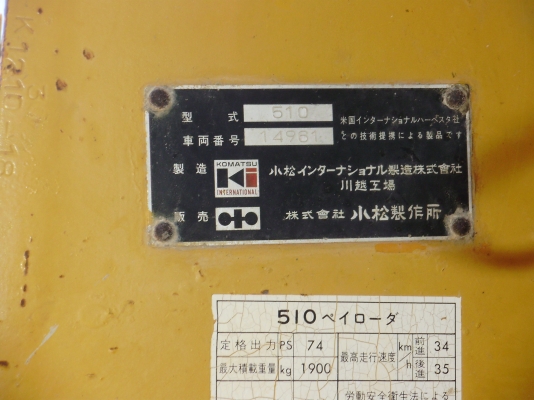 型式 510
車両番号 14981
米国インターナショナルハーベスタ社
との技術提携による製品です
製造 KOMATSU INTERNATIONAL
小松インターナショナル製造株式會社
川越工場
販売 株式會社 小松製作所
510ペイローダ
定格出力 PS 74
最大積載重量 kg 1900
最高走行速度 km/h 前進 34
後進 35
労働安全衛生法による